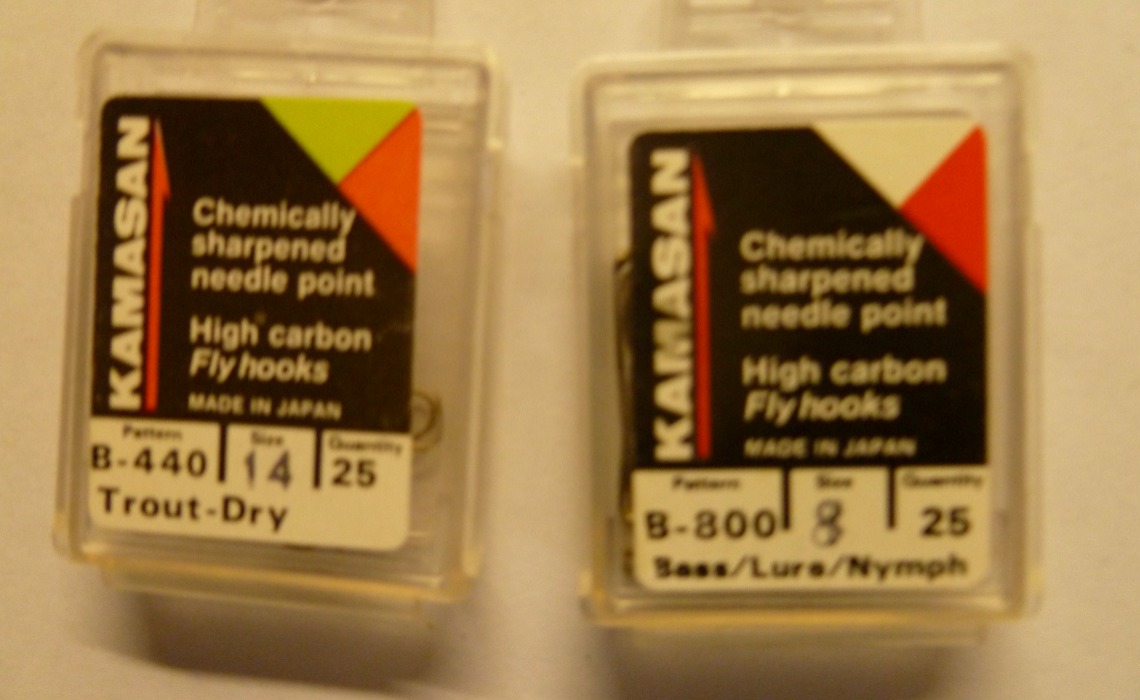 KAMASAN
Chemically
sharpened
needle point
High carbon
Fly hooks
MADE IN JAPAN
Pattern Size Quantity
B-440 14 25
Trout-Dry
KAMASAN
Chemically
sharpened
needle point
High carbon
Fly hooks
MADE IN JAPAN
Pattern Size Quantity
B-800 8 25
Bass/Lure/Nymph